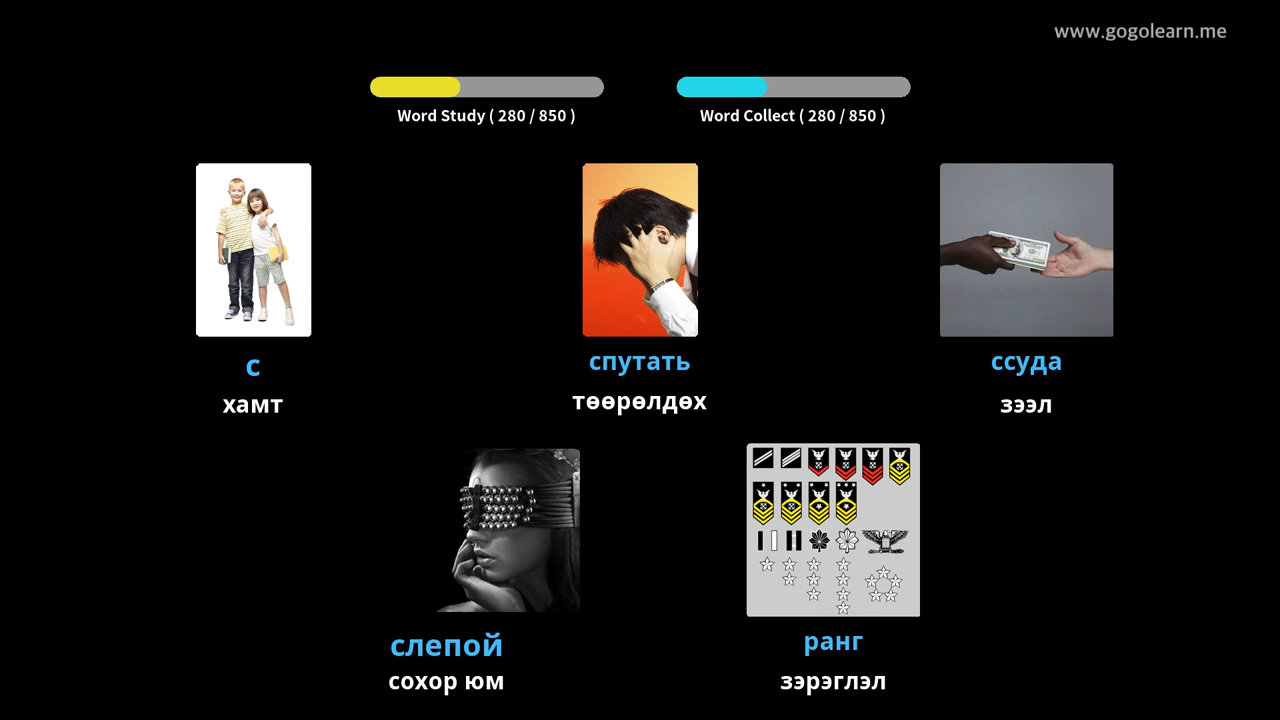 www.gogolearn.me
Word Study ( 280 / 850 )
Word Collect ( 280 / 850 )
с
хамт
спутать
төөрөлдөх
ссуда
зээл
слепой
сохор юм
ранг
зэрэглэл